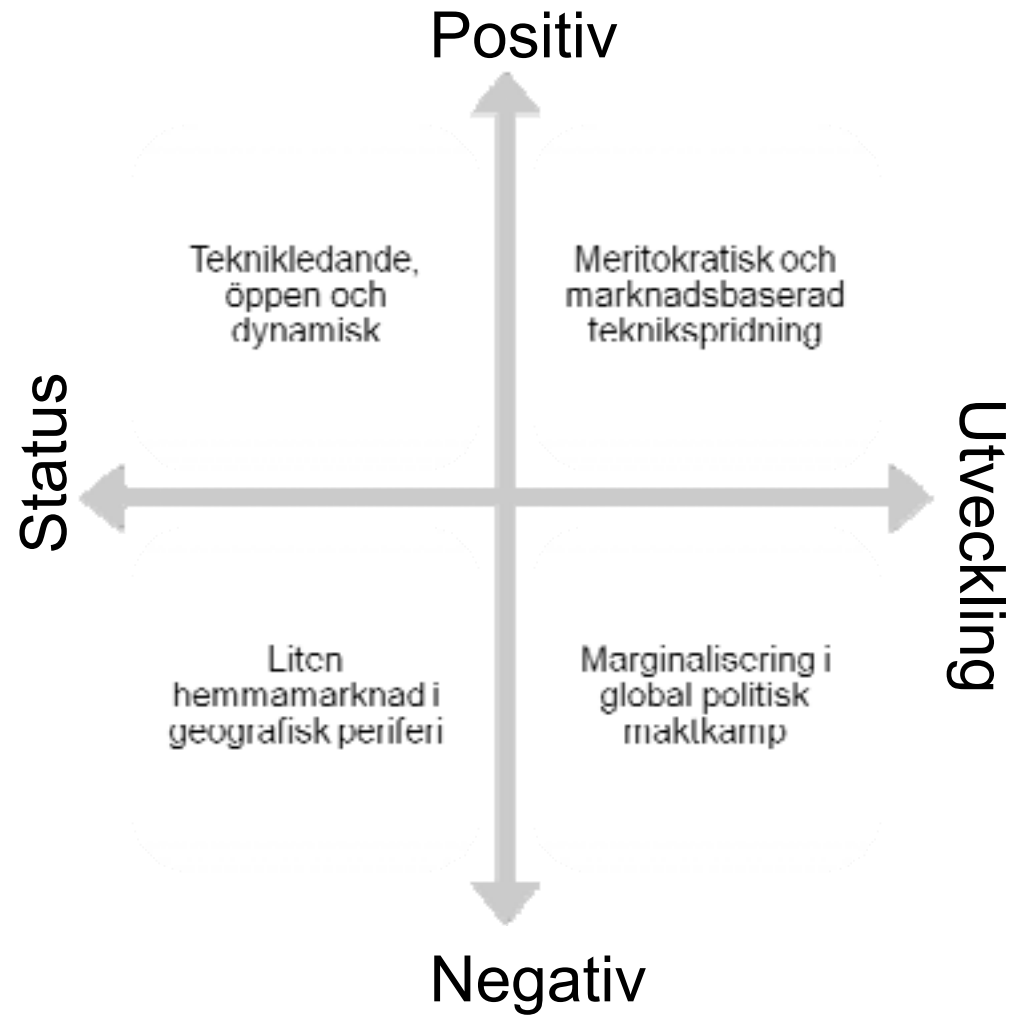 Positiv
Teknikledande,
öppen och
dynamisk
Meritokratisk och
marknadsbaserad
teknikspridning
Status
Utveckling
Liten
hemmamarknad i
geografisk periferi
Marginalisering i
global politisk
maktkamp
Negativ